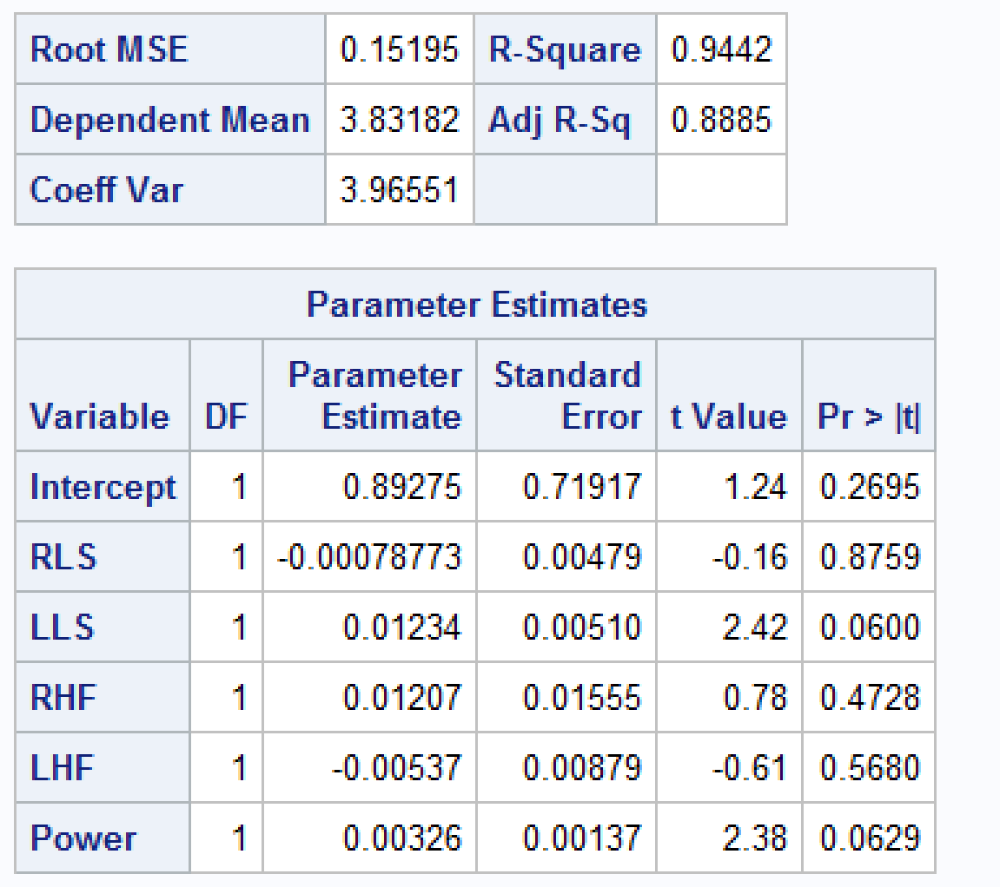 Root MSE 0.15195 R-Square 0.9442
Dependent Mean 3.83182 Adj R-Sq 0.8885
Coeff Var 3.96551
Parameter Estimates
Variable DF Parameter Estimate Standard Error t Value Pr > |t|
Intercept 1 0.89275 0.71917 1.24 0.2695
RLS 1 -0.00078773 0.00479 -0.16 0.8759
LLS 1 0.01234 0.00510 2.42 0.0600
RHF 1 0.01207 0.01555 0.78 0.4728
LHF 1 -0.00537 0.00879 -0.61 0.5680
Power 1 0.00326 0.00137 2.38 0.0629